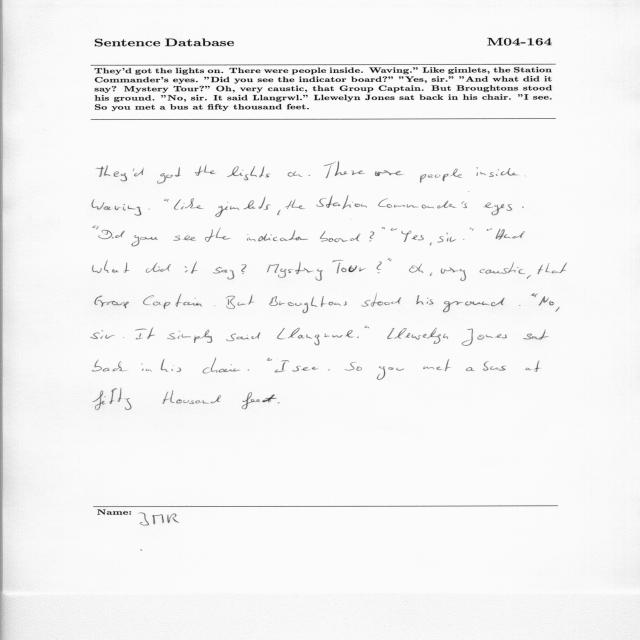 Sentence Database M04-164
They'd got the lights on. There were people inside. Waving." Like gimlets, the Station
Commander's eyes. "Did you see the indicator board?" "Yes, sir." "And what did it
say? Mystery Tour?" Oh, very caustic, that Group Captain. But Broughtons stood
his ground. "No, sir. It said Llangrwl." Llewelyn Jones sat back in his chair. "I see.
So you met a bus at fifty thousand feet.
They'd got the lights on. There were people inside.
Waving. "Like gimlets, the Station Commander's eyes.
"Did you see the indicator board?" "Yes, sir." "And
what did it say? Mystery Tour?" Oh, very caustic, that
Group Captain. But Broughtons stood his ground. "No,
sir. It simply said Llangrwl." Llewelyn Jones sat
back in his chair. "I see. So you met a bus at
fifty thousand feet.
Name: JMR